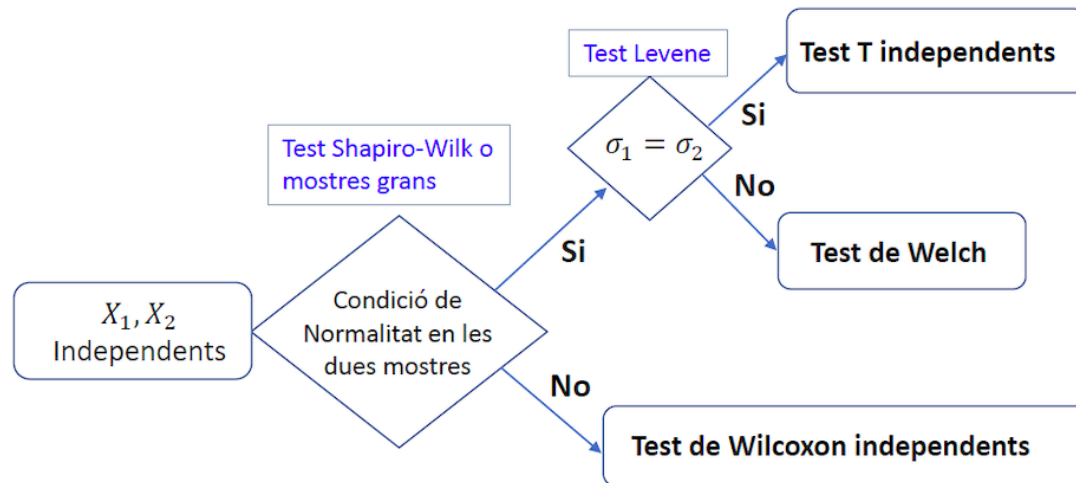 X₁, X₂
Independents
Test Shapiro-Wilk o
mostres grans
Condició de
Normalitat en les
dues mostres
Si
No
Test Levene
σ₁ = σ₂
Si
No
Test T independents
Test de Welch
Test de Wilcoxon independents